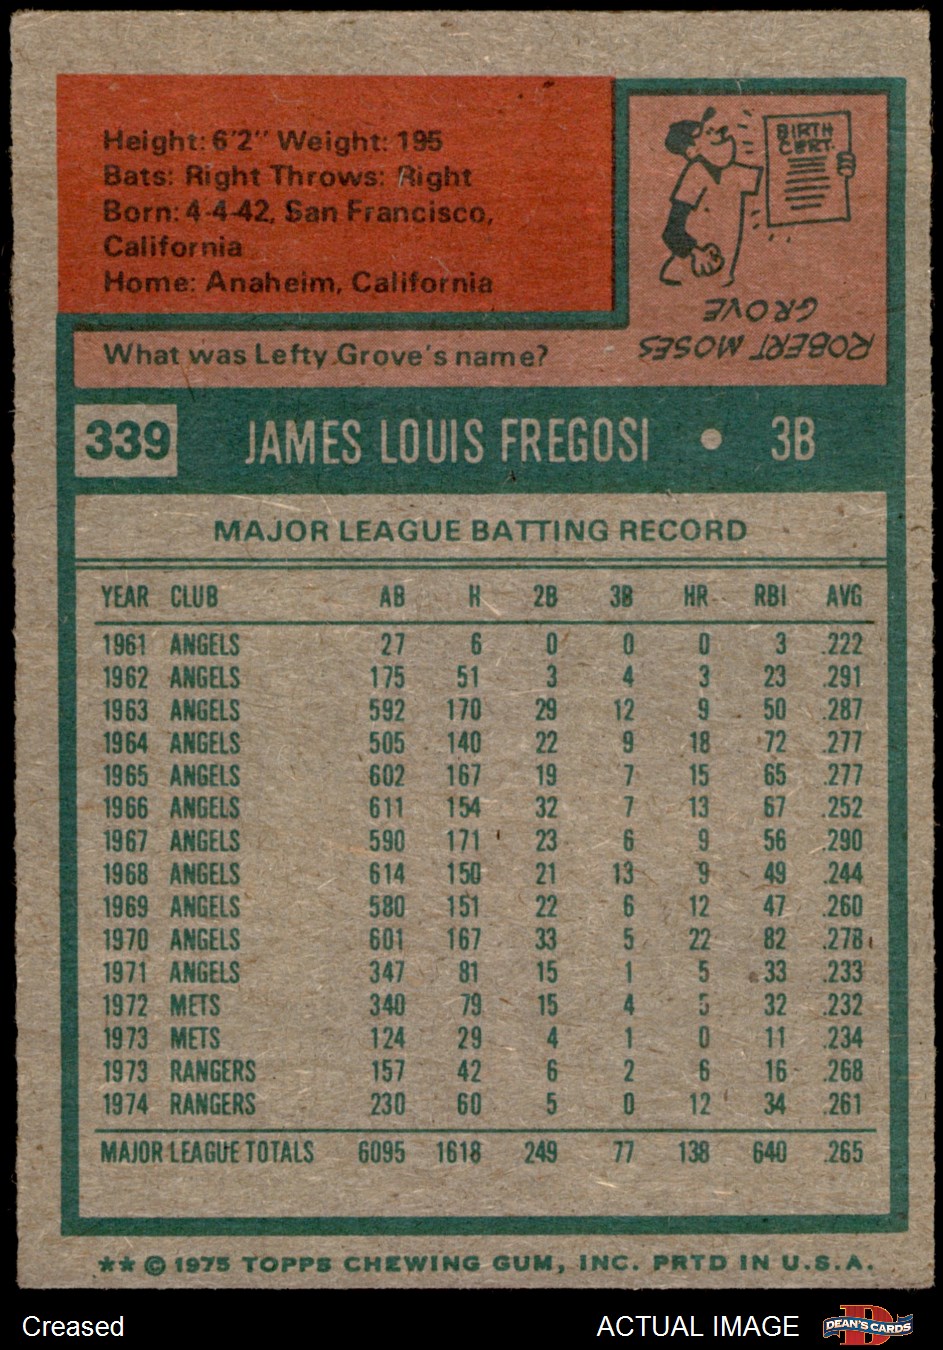 Height: 6'2" Weight: 195
Bats: Right Throws: Right
Born: 4-4-42, San Francisco,
California
Home: Anaheim, California
BIRTH
CERT.
What was Lefty Grove's name?
ROBERT MOSES
GROVE
339 JAMES LOUIS FREGOSI • 3B
MAJOR LEAGUE BATTING RECORD
YEAR CLUB AB H 2B 3B HR RBI AVG
1961 ANGELS 27 6 0 0 0 3 .222
1962 ANGELS 175 51 3 4 3 23 .291
1963 ANGELS 592 170 29 12 9 50 .287
1964 ANGELS 505 140 22 9 18 72 .277
1965 ANGELS 602 167 19 7 15 65 .277
1966 ANGELS 611 154 32 7 13 67 .252
1967 ANGELS 590 171 23 6 9 56 .290
1968 ANGELS 614 150 21 13 9 49 .244
1969 ANGELS 580 151 22 6 12 47 .260
1970 ANGELS 601 167 33 5 22 82 .278
1971 ANGELS 347 81 15 1 5 33 .233
1972 METS 340 79 15 4 5 32 .232
1973 METS 124 29 4 1 0 11 .234
1973 RANGERS 157 42 6 2 6 16 .268
1974 RANGERS 230 60 5 0 12 34 .261
MAJOR LEAGUE TOTALS 6095 1618 249 77 138 640 .265
** © 1975 TOPPS CHEWING GUM, INC. PRTD IN U.S.A.
Creased
ACTUAL IMAGE
D
DEAN'S CARDS